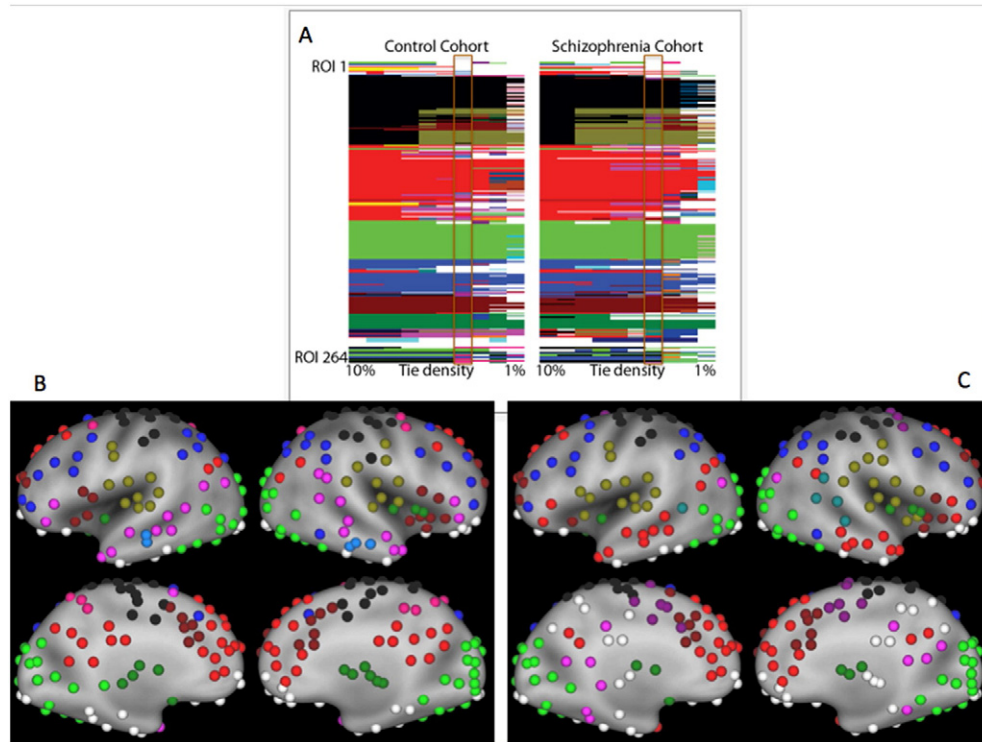 A
Control Cohort Schizophrenia Cohort
ROI 1
ROI 264
10% Tie density 1% 10% Tie density 1%
B C